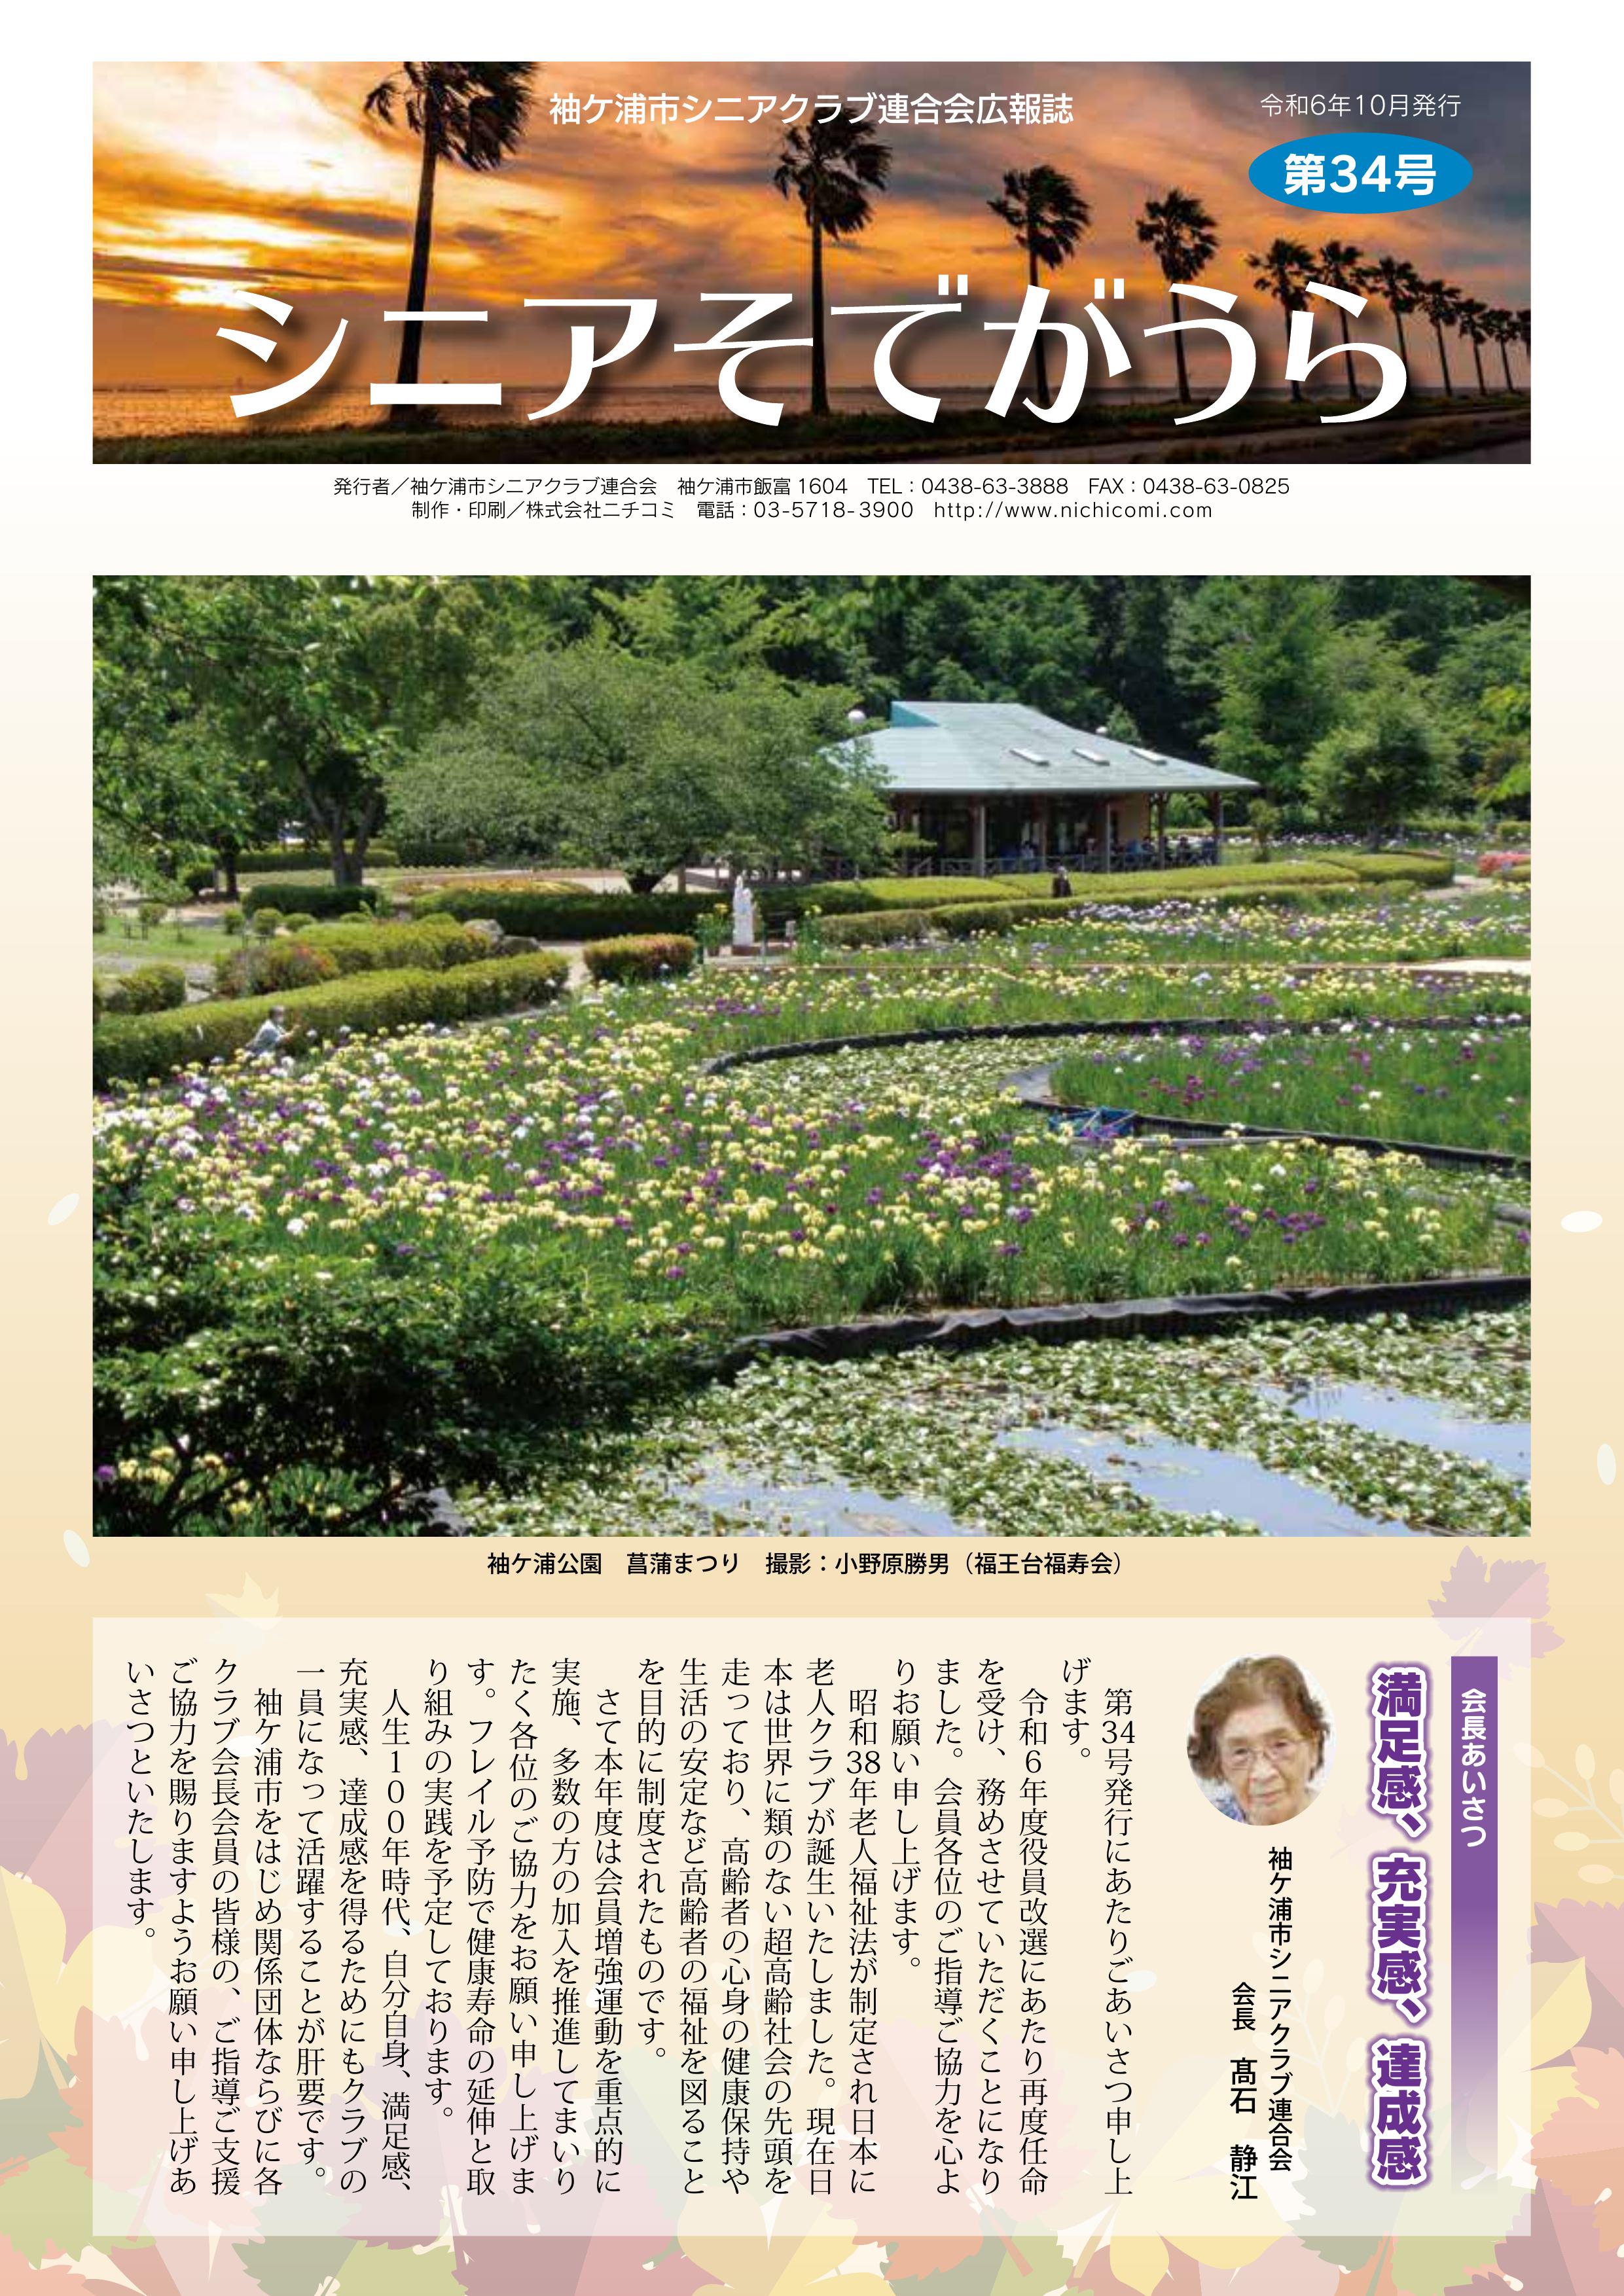 袖ケ浦市シニアクラブ連合会広報誌
令和6年10月発行
第34号
シニアそでがうら
発行者／袖ケ浦市シニアクラブ連合会　袖ケ浦市飯富1604　TEL：0438-63-3888　FAX：0438-63-0825
制作・印刷／株式会社ニチコミ　電話：03-5718-3900　http://www.nichicomi.com
袖ケ浦公園　菖蒲まつり　撮影：小野原勝男（福王台福寿会）
会長あいさつ
満足感、充実感、達成感
袖ケ浦市シニアクラブ連合会
会長　髙石　静江
第34号発行にあたりごあいさつ申し上
げます。
令和６年度役員改選にあたり再度任命
を受け、務めさせていただくことになり
ました。会員各位のご指導ご協力を心よ
りお願い申し上げます。
昭和38年老人福祉法が制定され日本に
老人クラブが誕生いたしました。現在日
本は世界に類のない超高齢社会の先頭を
走っており、高齢者の心身の健康保持や
生活の安定など高齢者の福祉を図ること
を目的に制度されたものです。
さて本年度は会員増強運動を重点的に
実施、多数の方の加入を推進してまいり
たく各位のご協力をお願い申し上げま
す。フレイル予防で健康寿命の延伸と取
り組みの実践を予定しております。
人生１００年時代、自分自身、満足感、
充実感、達成感を得るためにもクラブの
一員になって活躍することが肝要です。
袖ケ浦市をはじめ関係団体ならびに各
クラブ会長会員の皆様の、ご指導ご支援
ご協力を賜りますようお願い申し上げあ
いさつといたします。